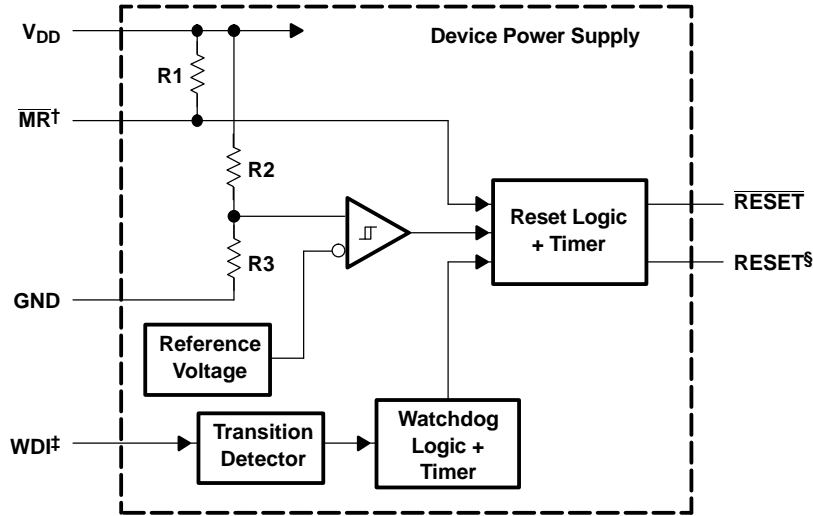 VDD
Device Power Supply
R1
MR†
R2
Reset Logic
+ Timer
RESET
RESET§
R3
GND
Reference
Voltage
WDI‡
Transition
Detector
Watchdog
Logic +
Timer